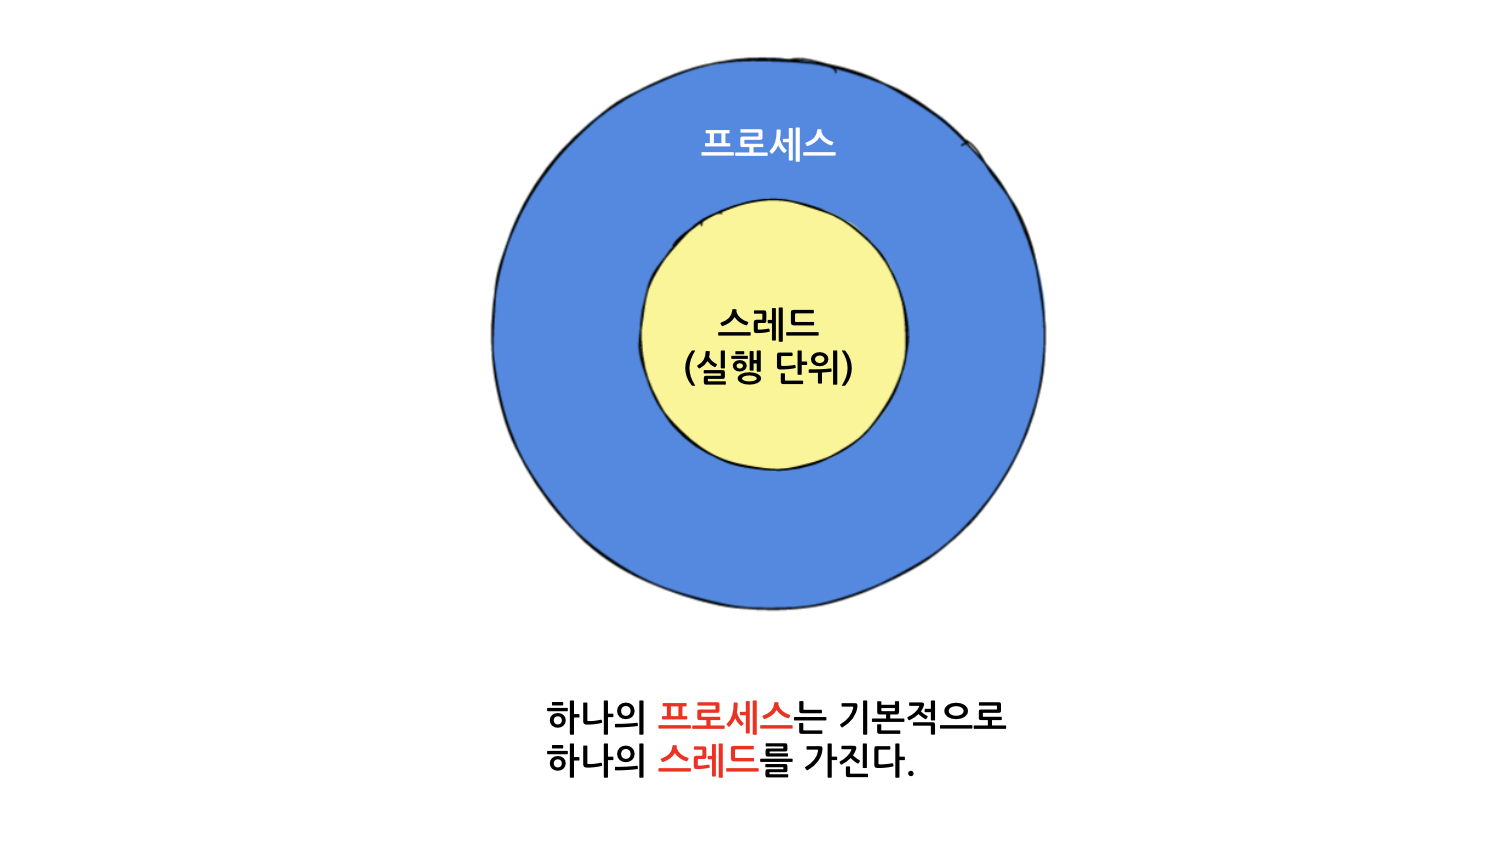 프로세스
스레드
(실행 단위)
하나의 프로세스는 기본적으로
하나의 스레드를 가진다.